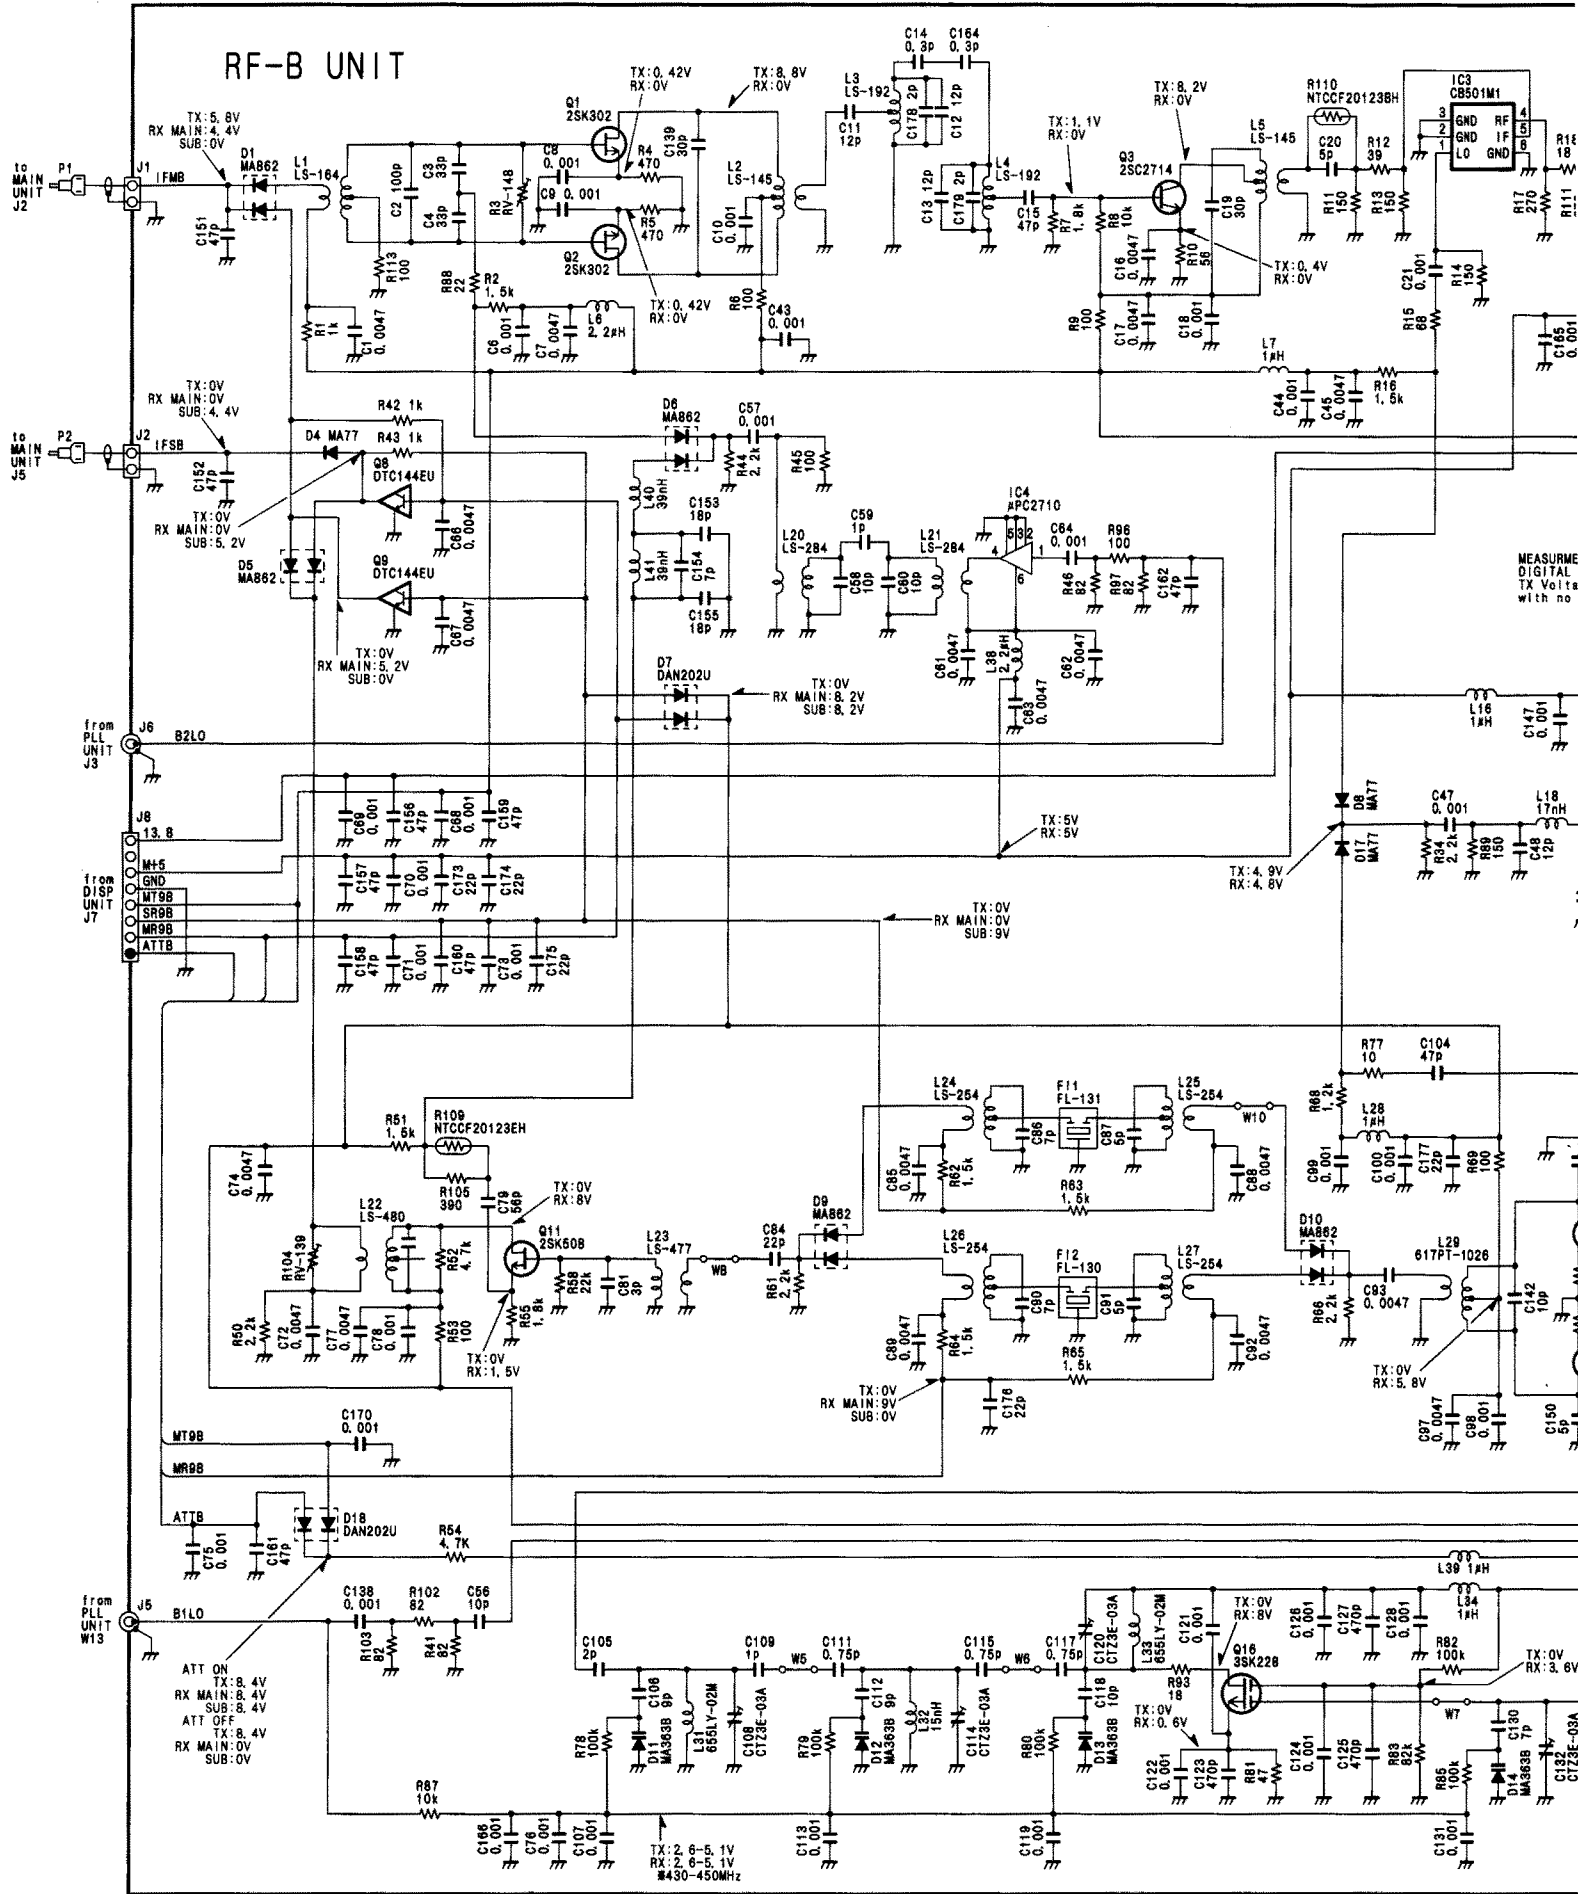 RF-B UNIT
to
MAIN
UNIT
J2
P1
J1
IFMB
TX:5.8V
RX MAIN:4.4V
SUB:0V
D1
MA862
C151
47p
L1
LS-164
R113
100
R1
1k
C1
0.0047
C2 100p
C3
33p
C4
33p
R88
22
R2
1.5k
R3
RV-148
C6
0.001
C7
0.0047
L6
2.2µH
C8
0.001
C9 0.001
Q1
2SK302
Q2
2SK302
R4
470
R5
470
TX:0.42V
RX:0V
TX:0.42V
RX:0V
TX:8.8V
RX:0V
C139
30p
L2
LS-145
C10
0.001
R6
100
C43
0.001
C11
12p
L3
LS-192
C14
0.3p
C164
0.3p
C178 2p
C12 12p
C13 12p
C179 2p
L4
LS-192
C15
47p
TX:1.1V
RX:0V
R7
1.8k
R8
10k
R9
100
Q3
2SC2714
TX:8.2V
RX:0V
C16
0.0047
R10
56
TX:0.4V
RX:0V
C17
0.0047
C18
0.001
C19
30p
L5
LS-145
R110
NTCCF20123BH
C20
5p
R11
150
R12
39
R13
150
IC3
CB501M1
3 GND
2 GND
1 LO
RF 4
IF 5
GND 6
R18
18
R17
270
R111
C21
0.001
R14
150
R15
68
C165
0.001
L7
1µH
C44
0.001
C45
0.0047
R16
1.5k
to
MAIN
UNIT
J5
P2
J2
IFSB
TX:0V
RX MAIN:0V
SUB:4.4V
C152
47p
D4 MA77
R42 1k
R43 1k
Q8
DTC144EU
TX:0V
RX MAIN:0V
SUB:5.2V
D5
MA862
C66
0.0047
Q9
DTC144EU
C67
0.0047
TX:0V
RX MAIN:5.2V
SUB:0V
D6
MA862
C57
0.001
R44
2.2k
R45
100
L40
39nH
L41
39nH
C153
18p
C154
7p
C155
18p
L20
LS-284
C59
1p
C58
10p
C60
10p
L21
LS-284
IC4
µPC2710
5 3 2
4
1
6
C64
0.001
R96
100
R46
82
R97
82
C162
47p
C61
0.0047
L38
2.2µH
C62
0.0047
C63
0.0047
D7
DAN202U
TX:0V
RX MAIN:8.2V
SUB:8.2V
MEASURME
DIGITAL
TX Volta
with no
L16
1µH
C147
0.001
from
PLL
UNIT
J3
J6
B2LO
J8
13.8
M+5
GND
MT9B
SR9B
MR9B
ATTB
from
DISP
UNIT
J7
C69
0.001
C156
47p
C68
0.001
C159
47p
C157
47p
C70
0.001
C173
22p
C174
22p
C158
47p
C71
0.001
C160
47p
C73
0.001
C175
22p
TX:5V
RX:5V
TX:0V
RX MAIN:0V
SUB:9V
D8
MA77
D17
MA77
C47
0.001
L18
17nH
R34
2.2k
R89
150
C48
12p
TX:4.9V
RX:4.8V
R51
1.5k
R109
NTCCF20123EH
R105
390
C74
0.0047
C79
56p
TX:0V
RX:8V
L22
LS-480
R104
RV-139
R52
4.7k
Q11
2SK508
R50
2.2k
C72
0.0047
C77
0.0047
C78
0.001
R53
100
R55
1.8k
R58
22k
C81
3p
TX:0V
RX:1.5V
L23
LS-477
W8
C84
22p
R61
2.2k
D9
MA862
L24
LS-254
C85
0.0047
R62
1.5k
C86
7p
FI1
FL-131
C87
5p
L25
LS-254
R63
1.5k
C88
0.0047
W10
L26
LS-254
C89
0.0047
R64
1.5k
C90
7p
FI2
FL-130
C91
5p
L27
LS-254
R65
1.5k
C92
0.0047
TX:0V
RX MAIN:9V
SUB:0V
C176
22p
D10
MA862
C93
0.0047
R66
2.2k
R68
1.2k
R77
10
C104
47p
L28
1µH
C99
0.001
C100
0.001
C177
22p
R69
100
L29
617PT-1026
C142
10p
TX:0V
RX:5.8V
C97
0.0047
C98
0.001
C150
5p
MT9B
C170
0.001
MR9B
ATTB
C75
0.001
C161
47p
D18
DAN202U
R54
4.7K
L39 1µH
L34
1µH
from
PLL
UNIT
W13
J5
B1LO
C138
0.001
R102
82
C56
10p
R103
82
R41
82
ATT ON
TX:8.4V
RX MAIN:8.4V
SUB:8.4V
ATT OFF
TX:8.4V
RX MAIN:0V
SUB:0V
R87
10k
C166
0.001
C76
0.001
C107
0.001
TX:2.6-5.1V
RX:2.6-5.1V
※430-450MHz
C105
2p
C106
9p
R78
100k
D11
MA363B
L31
655LY-02M
C108
CTZ3E-03A
C109
1p
W5
C111
0.75p
C112
9p
R79
100k
D12
MA363B
L32
15nH
C114
CTZ3E-03A
C113
0.001
C115
0.75p
W6
C117
0.75p
C118
10p
R80
100k
D13
MA363B
C119
0.001
C120
CTZ3E-03A
L33
655LY-02M
C121
0.001
R93
18
TX:0V
RX:8V
Q16
3SK228
TX:0V
RX:0.6V
C122
0.001
C123
470p
R81
47
C124
0.001
C125
470p
R83
82k
C126
0.001
C127
470p
C128
0.001
R82
100k
TX:0V
RX:3.6V
W7
R85
100k
C130
7p
D14
MA363B
C132
CTZ3E-03A
C131
0.001